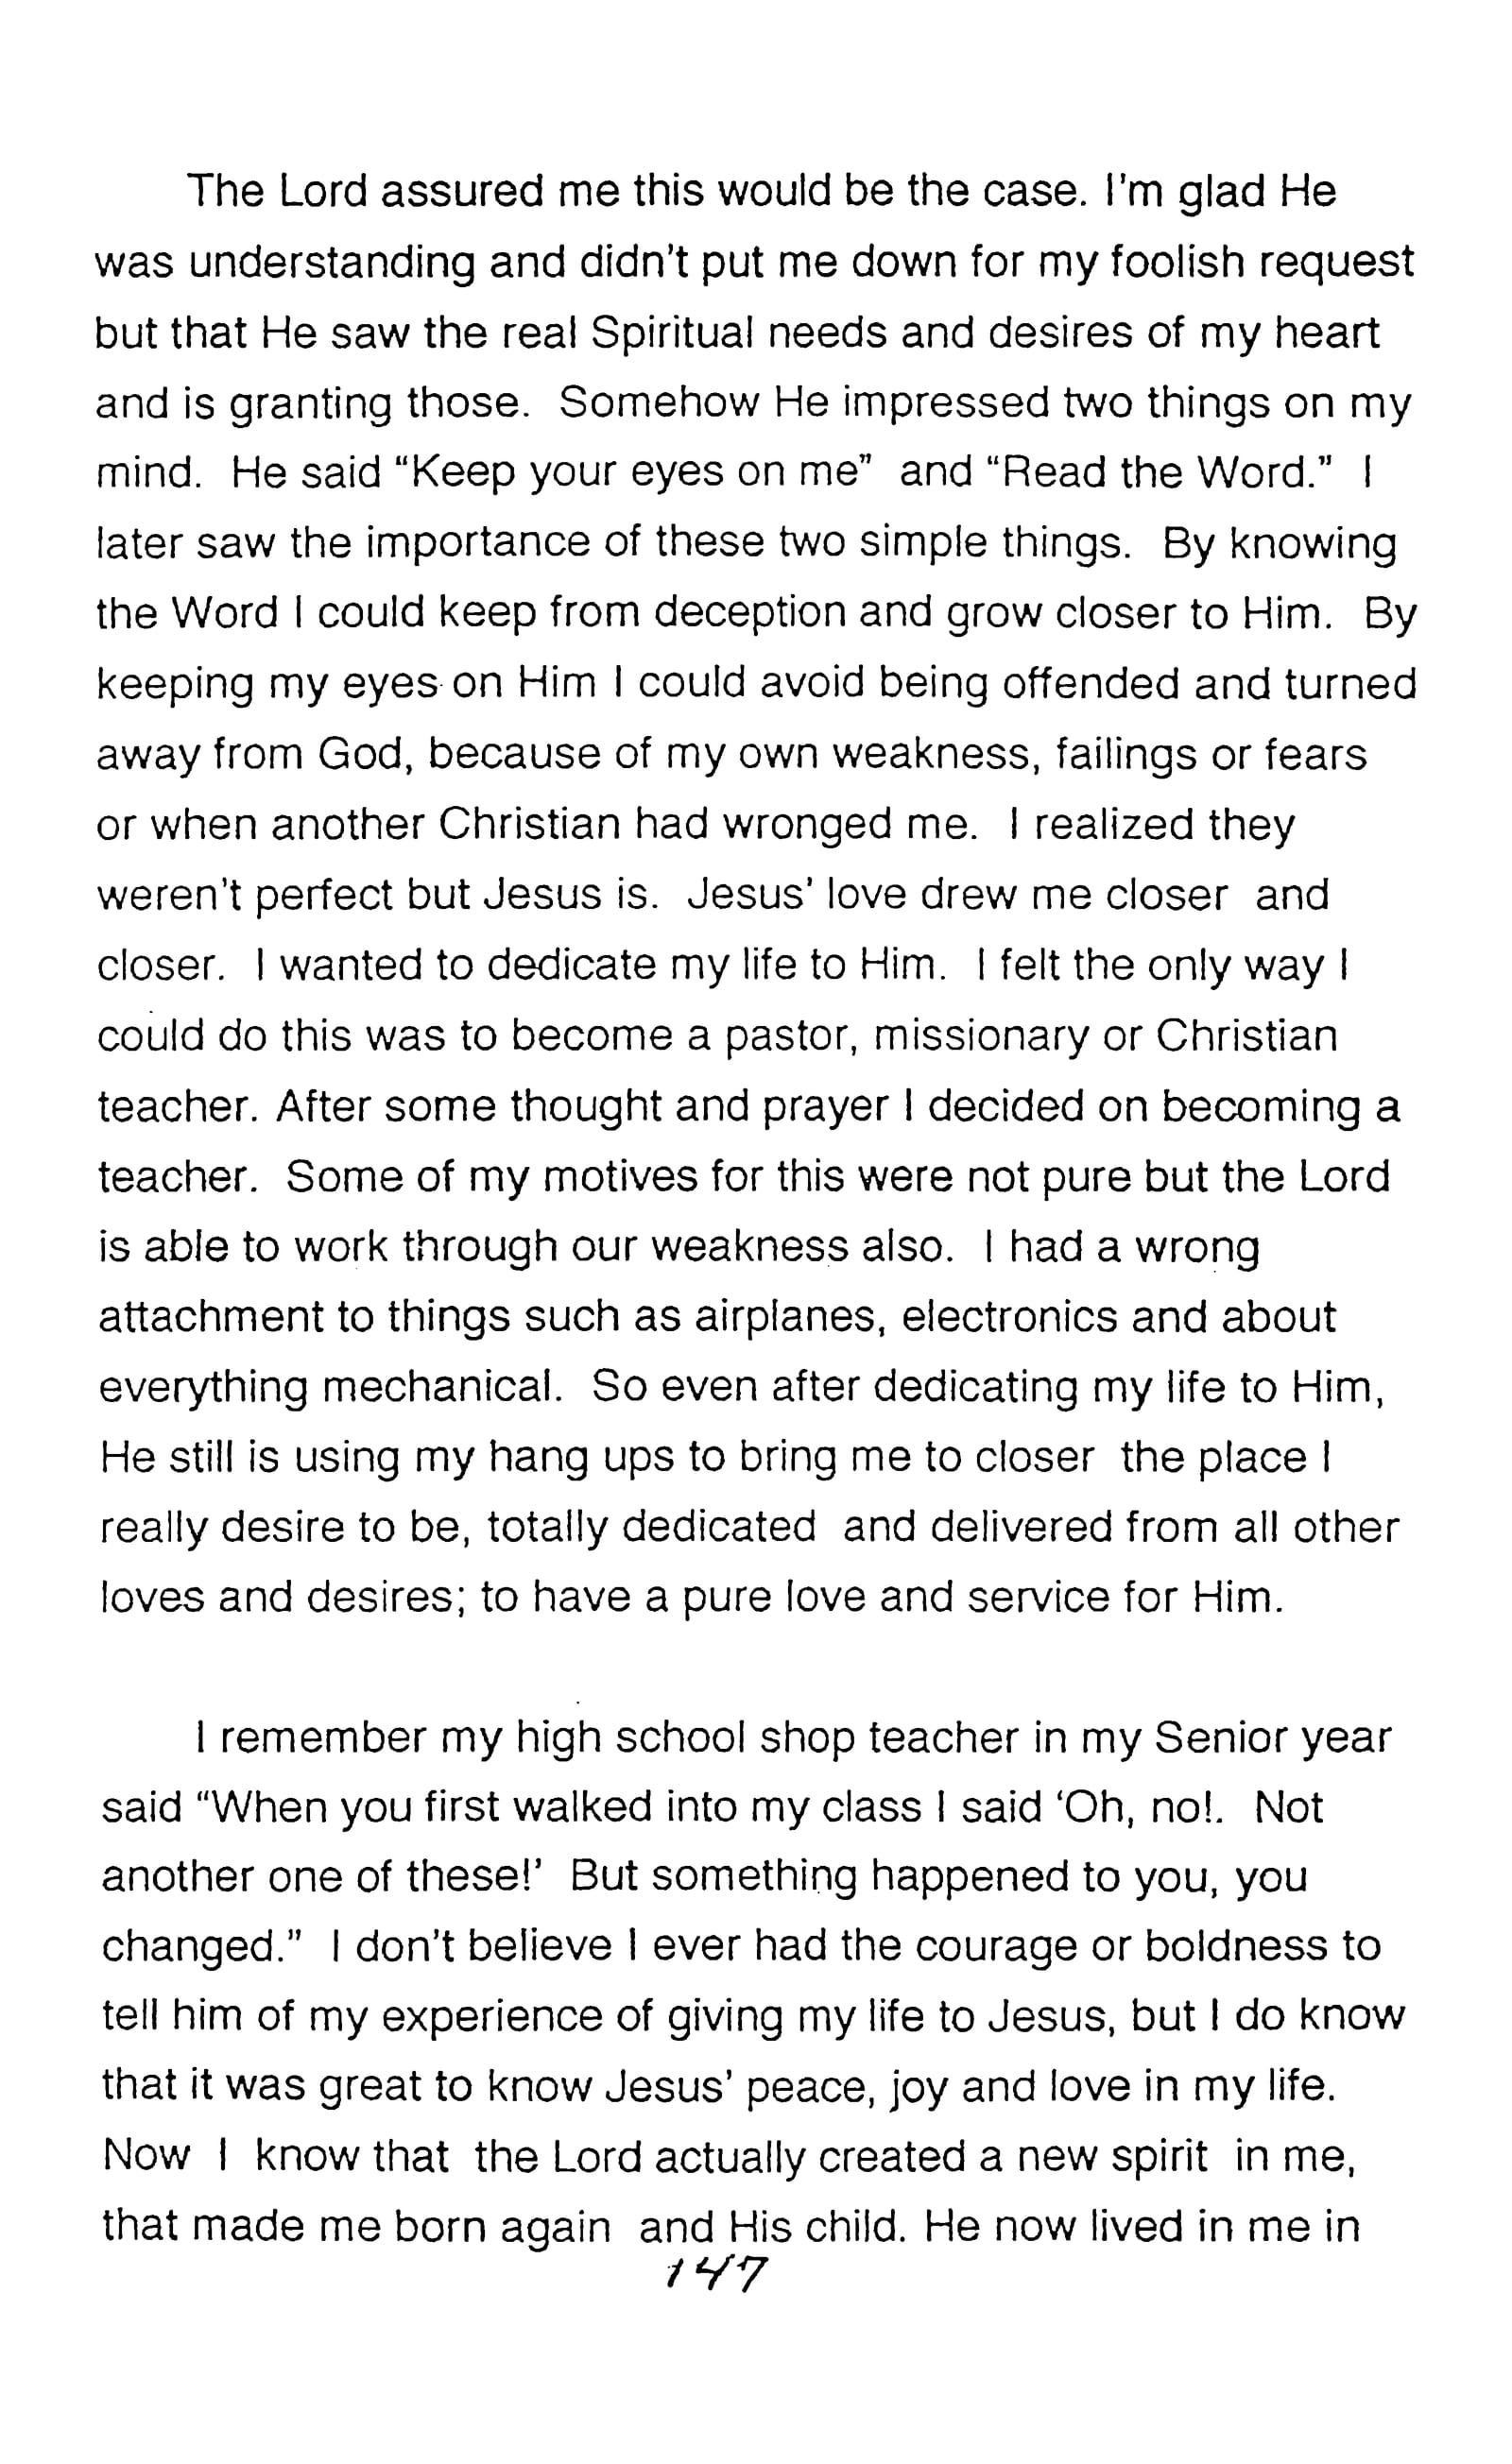 The Lord assured me this would be the case. I'm glad He
was understanding and didn't put me down for my foolish request
but that He saw the real Spiritual needs and desires of my heart
and is granting those. Somehow He impressed two things on my
mind. He said “Keep your eyes on me” and “Read the Word.” I
later saw the importance of these two simple things. By knowing
the Word I could keep from deception and grow closer to Him. By
keeping my eyes on Him I could avoid being offended and turned
away from God, because of my own weakness, failings or fears
or when another Christian had wronged me. I realized they
weren't perfect but Jesus is. Jesus’ love drew me closer and
closer. I wanted to dedicate my life to Him. I felt the only way I
could do this was to become a pastor, missionary or Christian
teacher. After some thought and prayer I decided on becoming a
teacher. Some of my motives for this were not pure but the Lord
is able to work through our weakness also. I had a wrong
attachment to things such as airplanes, electronics and about
everything mechanical. So even after dedicating my life to Him,
He still is using my hang ups to bring me to closer the place I
really desire to be, totally dedicated and delivered from all other
loves and desires; to have a pure love and service for Him.
I remember my high school shop teacher in my Senior year
said “When you first walked into my class I said ‘Oh, no!. Not
another one of these!’ But something happened to you, you
changed.” I don't believe I ever had the courage or boldness to
tell him of my experience of giving my life to Jesus, but I do know
that it was great to know Jesus’ peace, joy and love in my life.
Now I know that the Lord actually created a new spirit in me,
that made me born again and His child. He now lived in me in
147